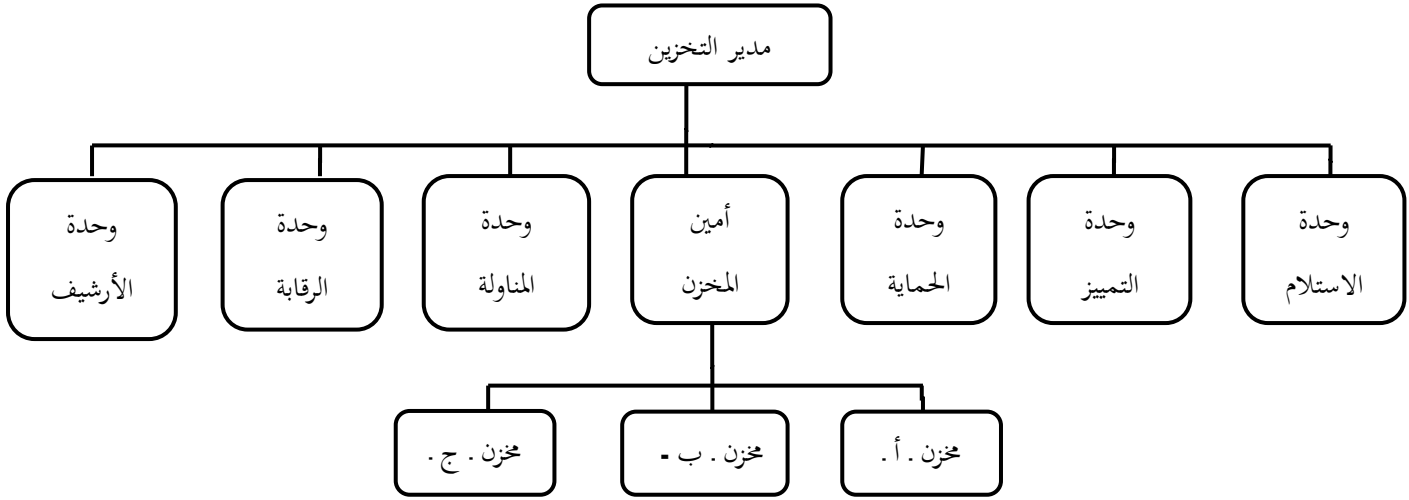 مدير التخزين
وحدة
الاستلام
وحدة
التمييز
وحدة
الحماية
أمين
المخزن
وحدة
المناولة
وحدة
الرقابة
وحدة
الأرشيف
مخزن . أ .
مخزن . ب -
مخزن . ج .